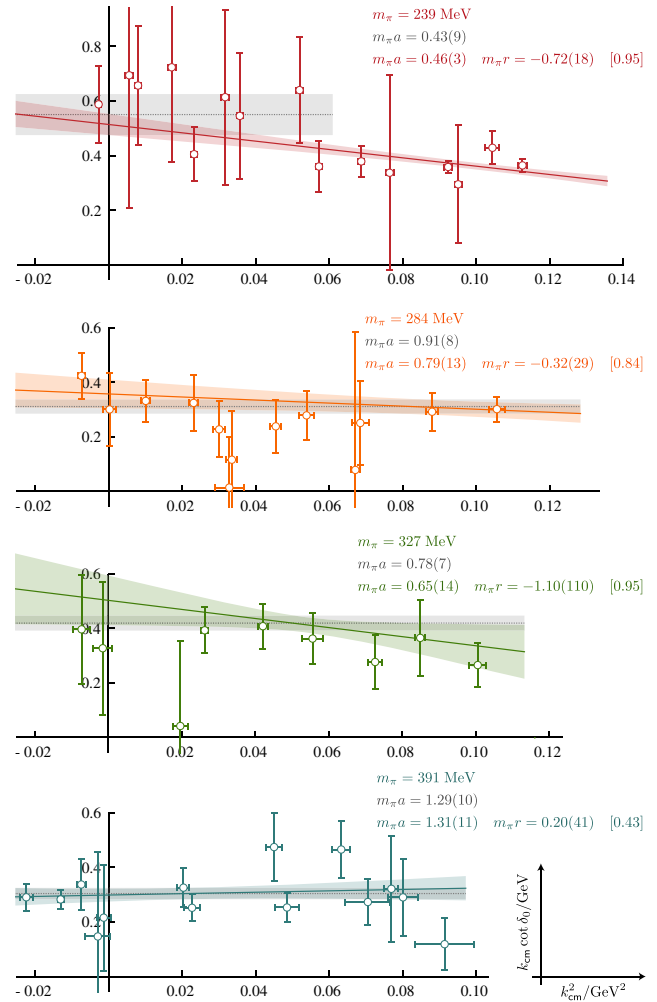 m_π = 239 MeV
m_π a = 0.43(9)
m_π a = 0.46(3) m_π r = −0.72(18) [0.95]
0.8
0.6
0.4
0.2
- 0.02 0.02 0.04 0.06 0.08 0.10 0.12 0.14
m_π = 284 MeV
m_π a = 0.91(8)
m_π a = 0.79(13) m_π r = −0.32(29) [0.84]
0.6
0.4
0.2
- 0.02 0.02 0.04 0.06 0.08 0.10 0.12
m_π = 327 MeV
m_π a = 0.78(7)
m_π a = 0.65(14) m_π r = −1.10(110) [0.95]
0.6
0.4
0.2
- 0.02 0.02 0.04 0.06 0.08 0.10 0.12
m_π = 391 MeV
m_π a = 1.29(10)
m_π a = 1.31(11) m_π r = 0.20(41) [0.43]
0.6
0.4
0.2
- 0.02 0.02 0.04 0.06 0.08 0.10
k_cm cot δ_0/GeV
k²_cm/GeV²